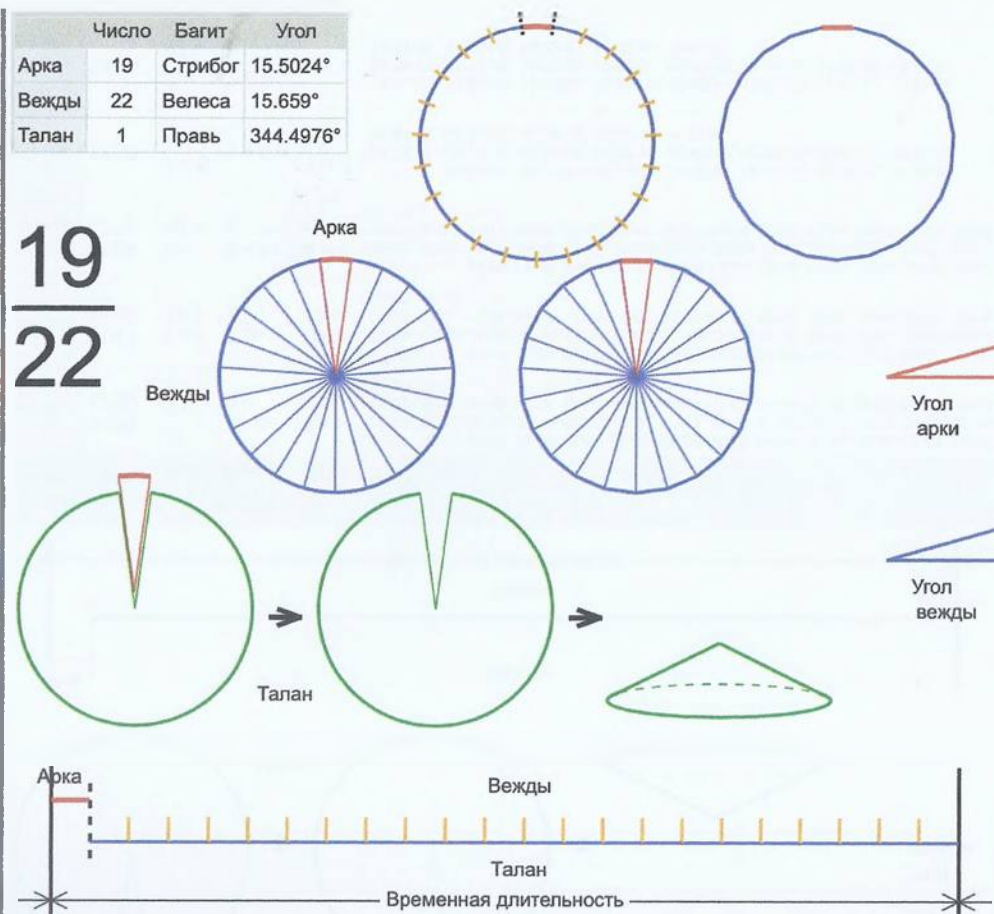 Число Багит Угол
Арка 19 Стрибог 15.5024°
Вежды 22 Велеса 15.659°
Талан 1 Правь 344.4976°
19
22
Арка
Вежды
Угол
арки
Угол
вежды
Талан
Арка
Вежды
Талан
Временная длительность